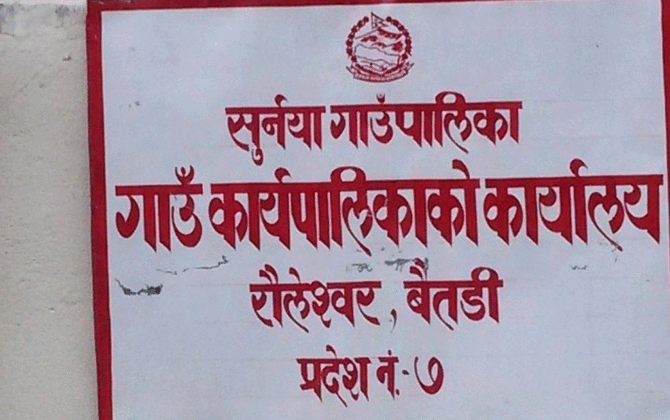 सुर्नया गाउँपालिका
गाउँ कार्यपालिकाको कार्यालय
रौलेश्वर, बैतडी
प्रदेश नं.- ७